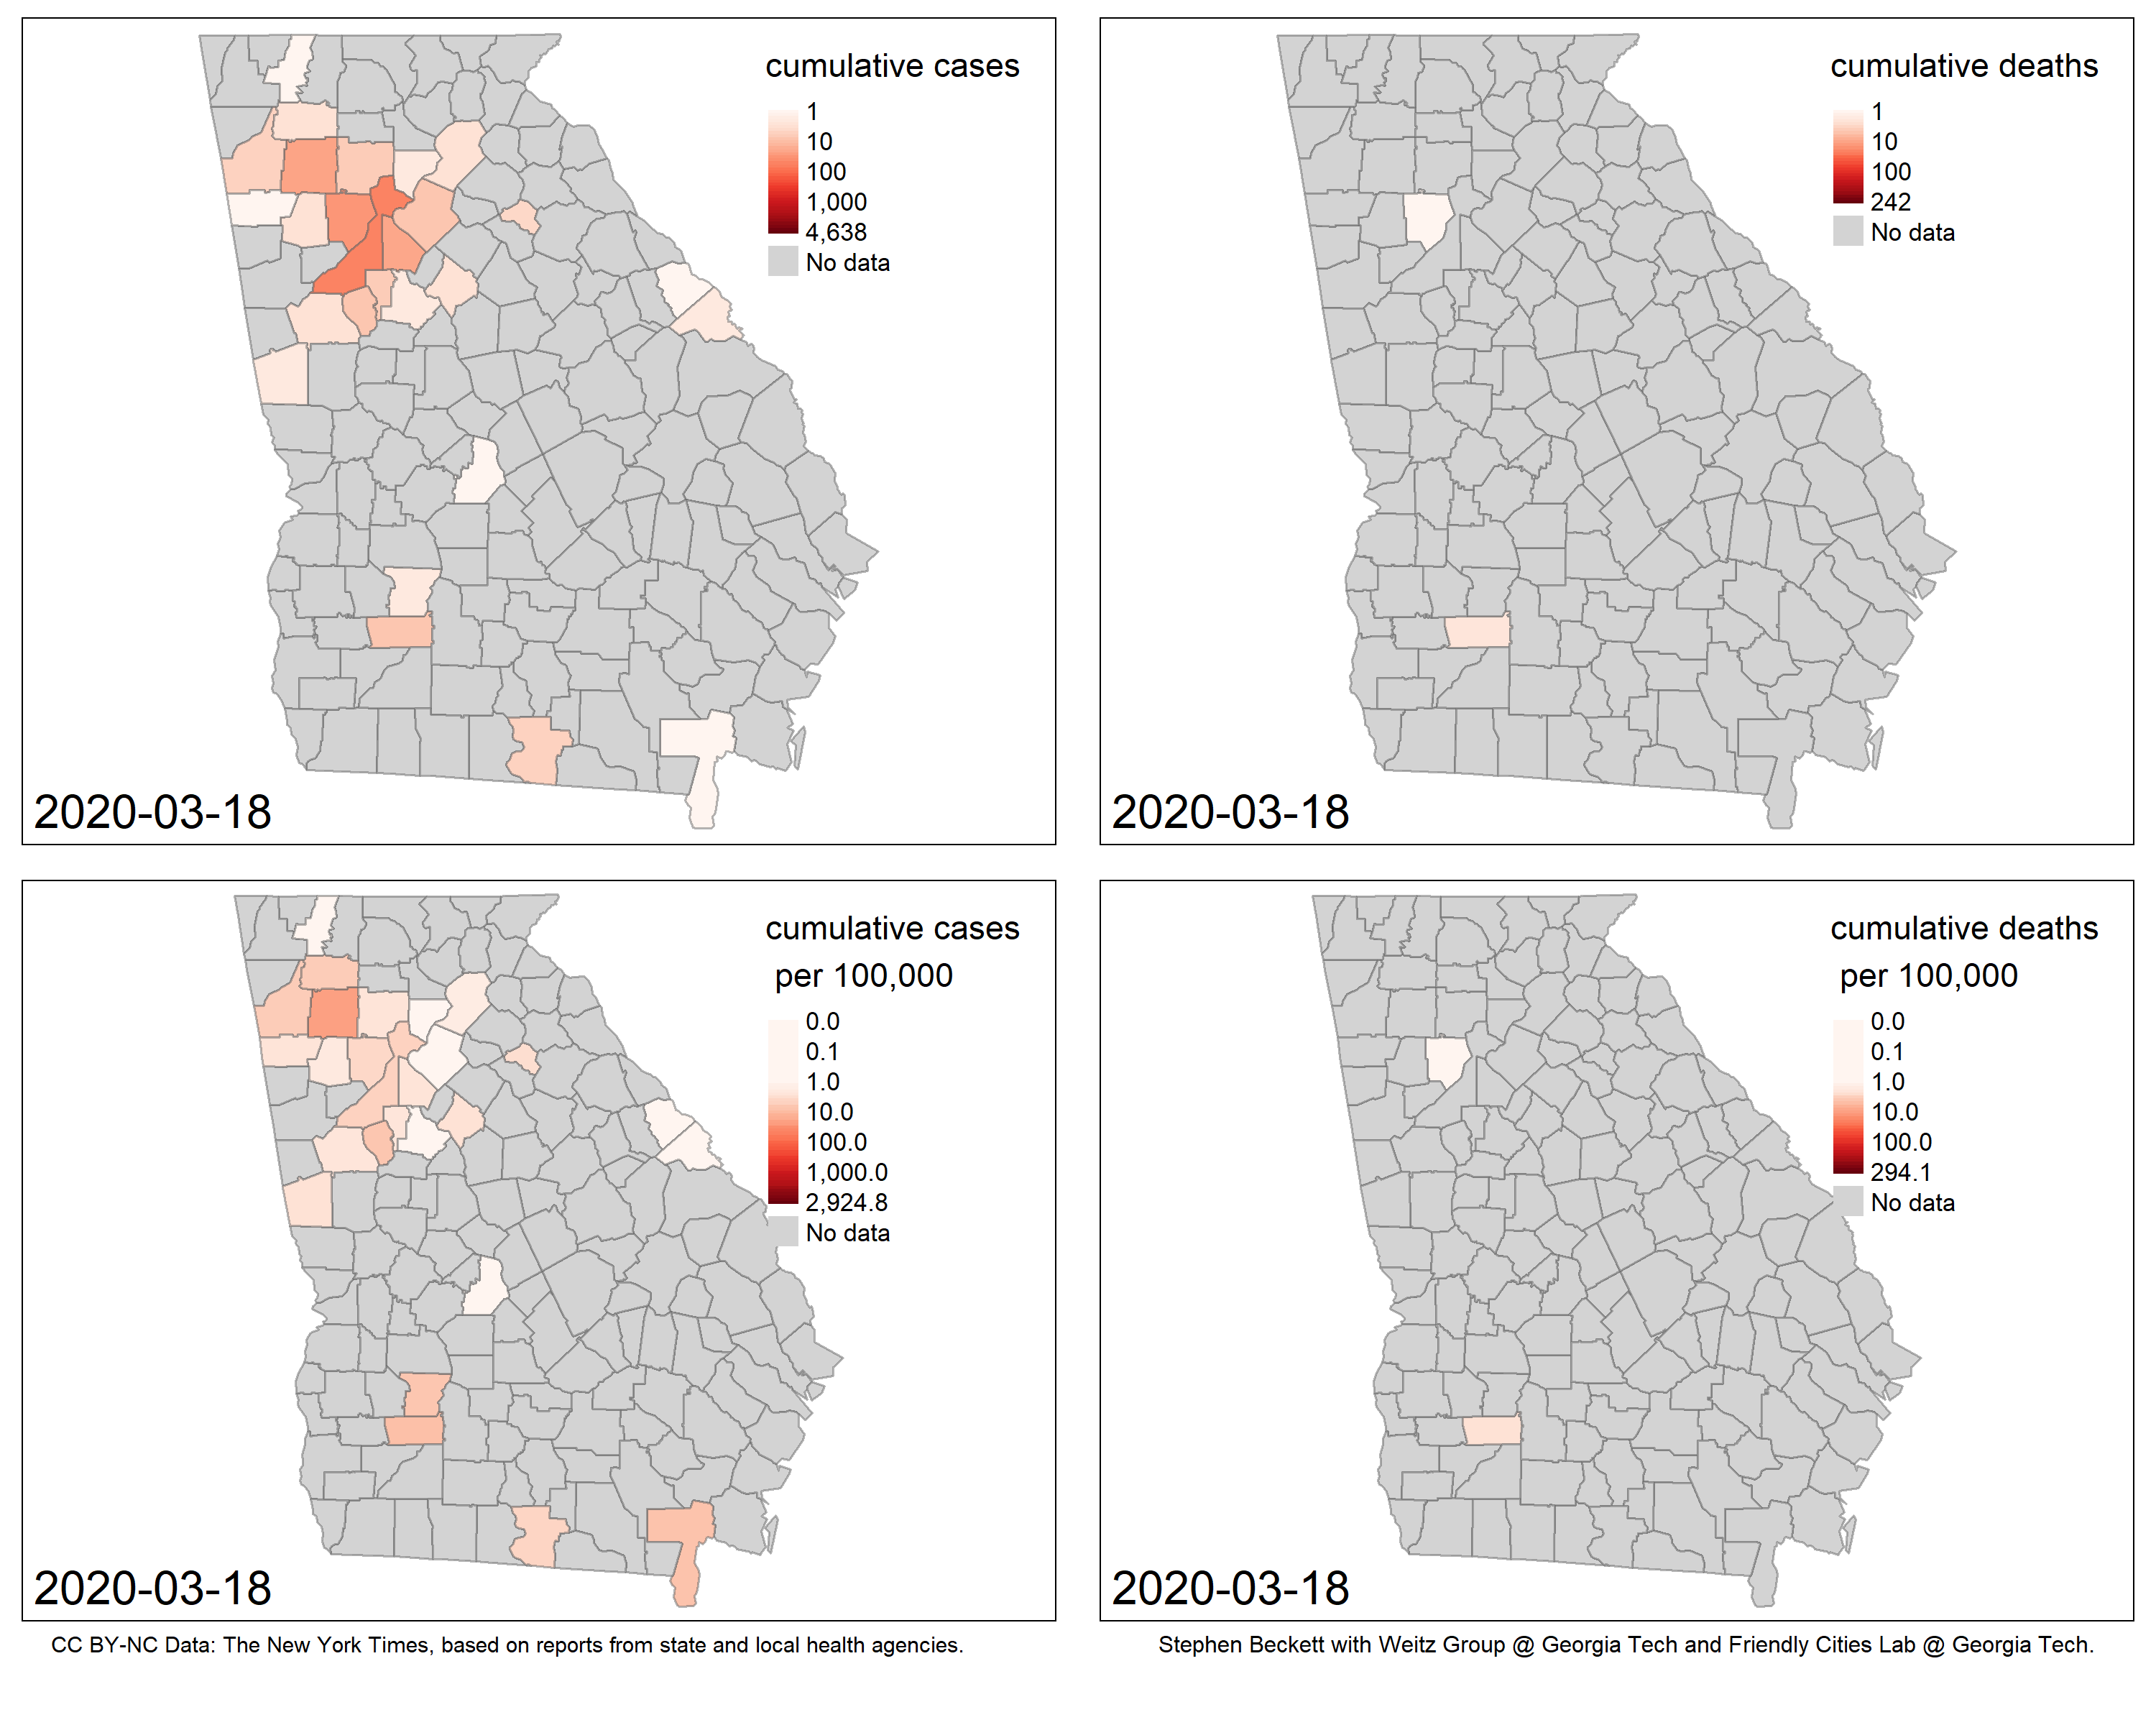 cumulative cases
1
10
100
1,000
4,638
No data
2020-03-18
cumulative deaths
1
10
100
242
No data
2020-03-18
cumulative cases
per 100,000
0.0
0.1
1.0
10.0
100.0
1,000.0
2,924.8
No data
2020-03-18
cumulative deaths
per 100,000
0.0
0.1
1.0
10.0
100.0
294.1
No data
2020-03-18
CC BY-NC Data: The New York Times, based on reports from state and local health agencies.
Stephen Beckett with Weitz Group @ Georgia Tech and Friendly Cities Lab @ Georgia Tech.